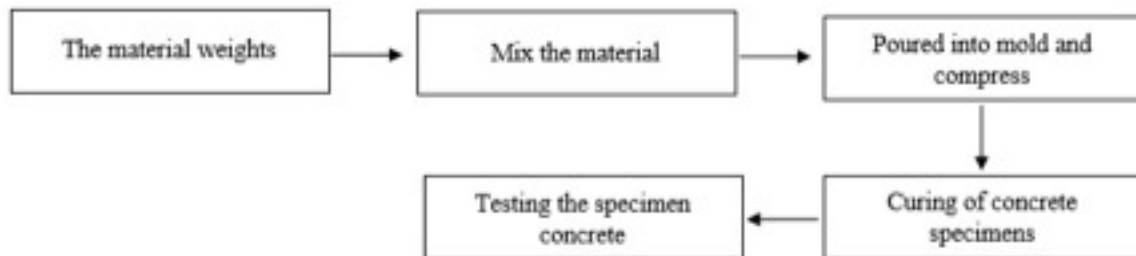 The material weights
Mix the material
Poured into mold and
compress
Curing of concrete
specimens
Testing the specimen
concrete